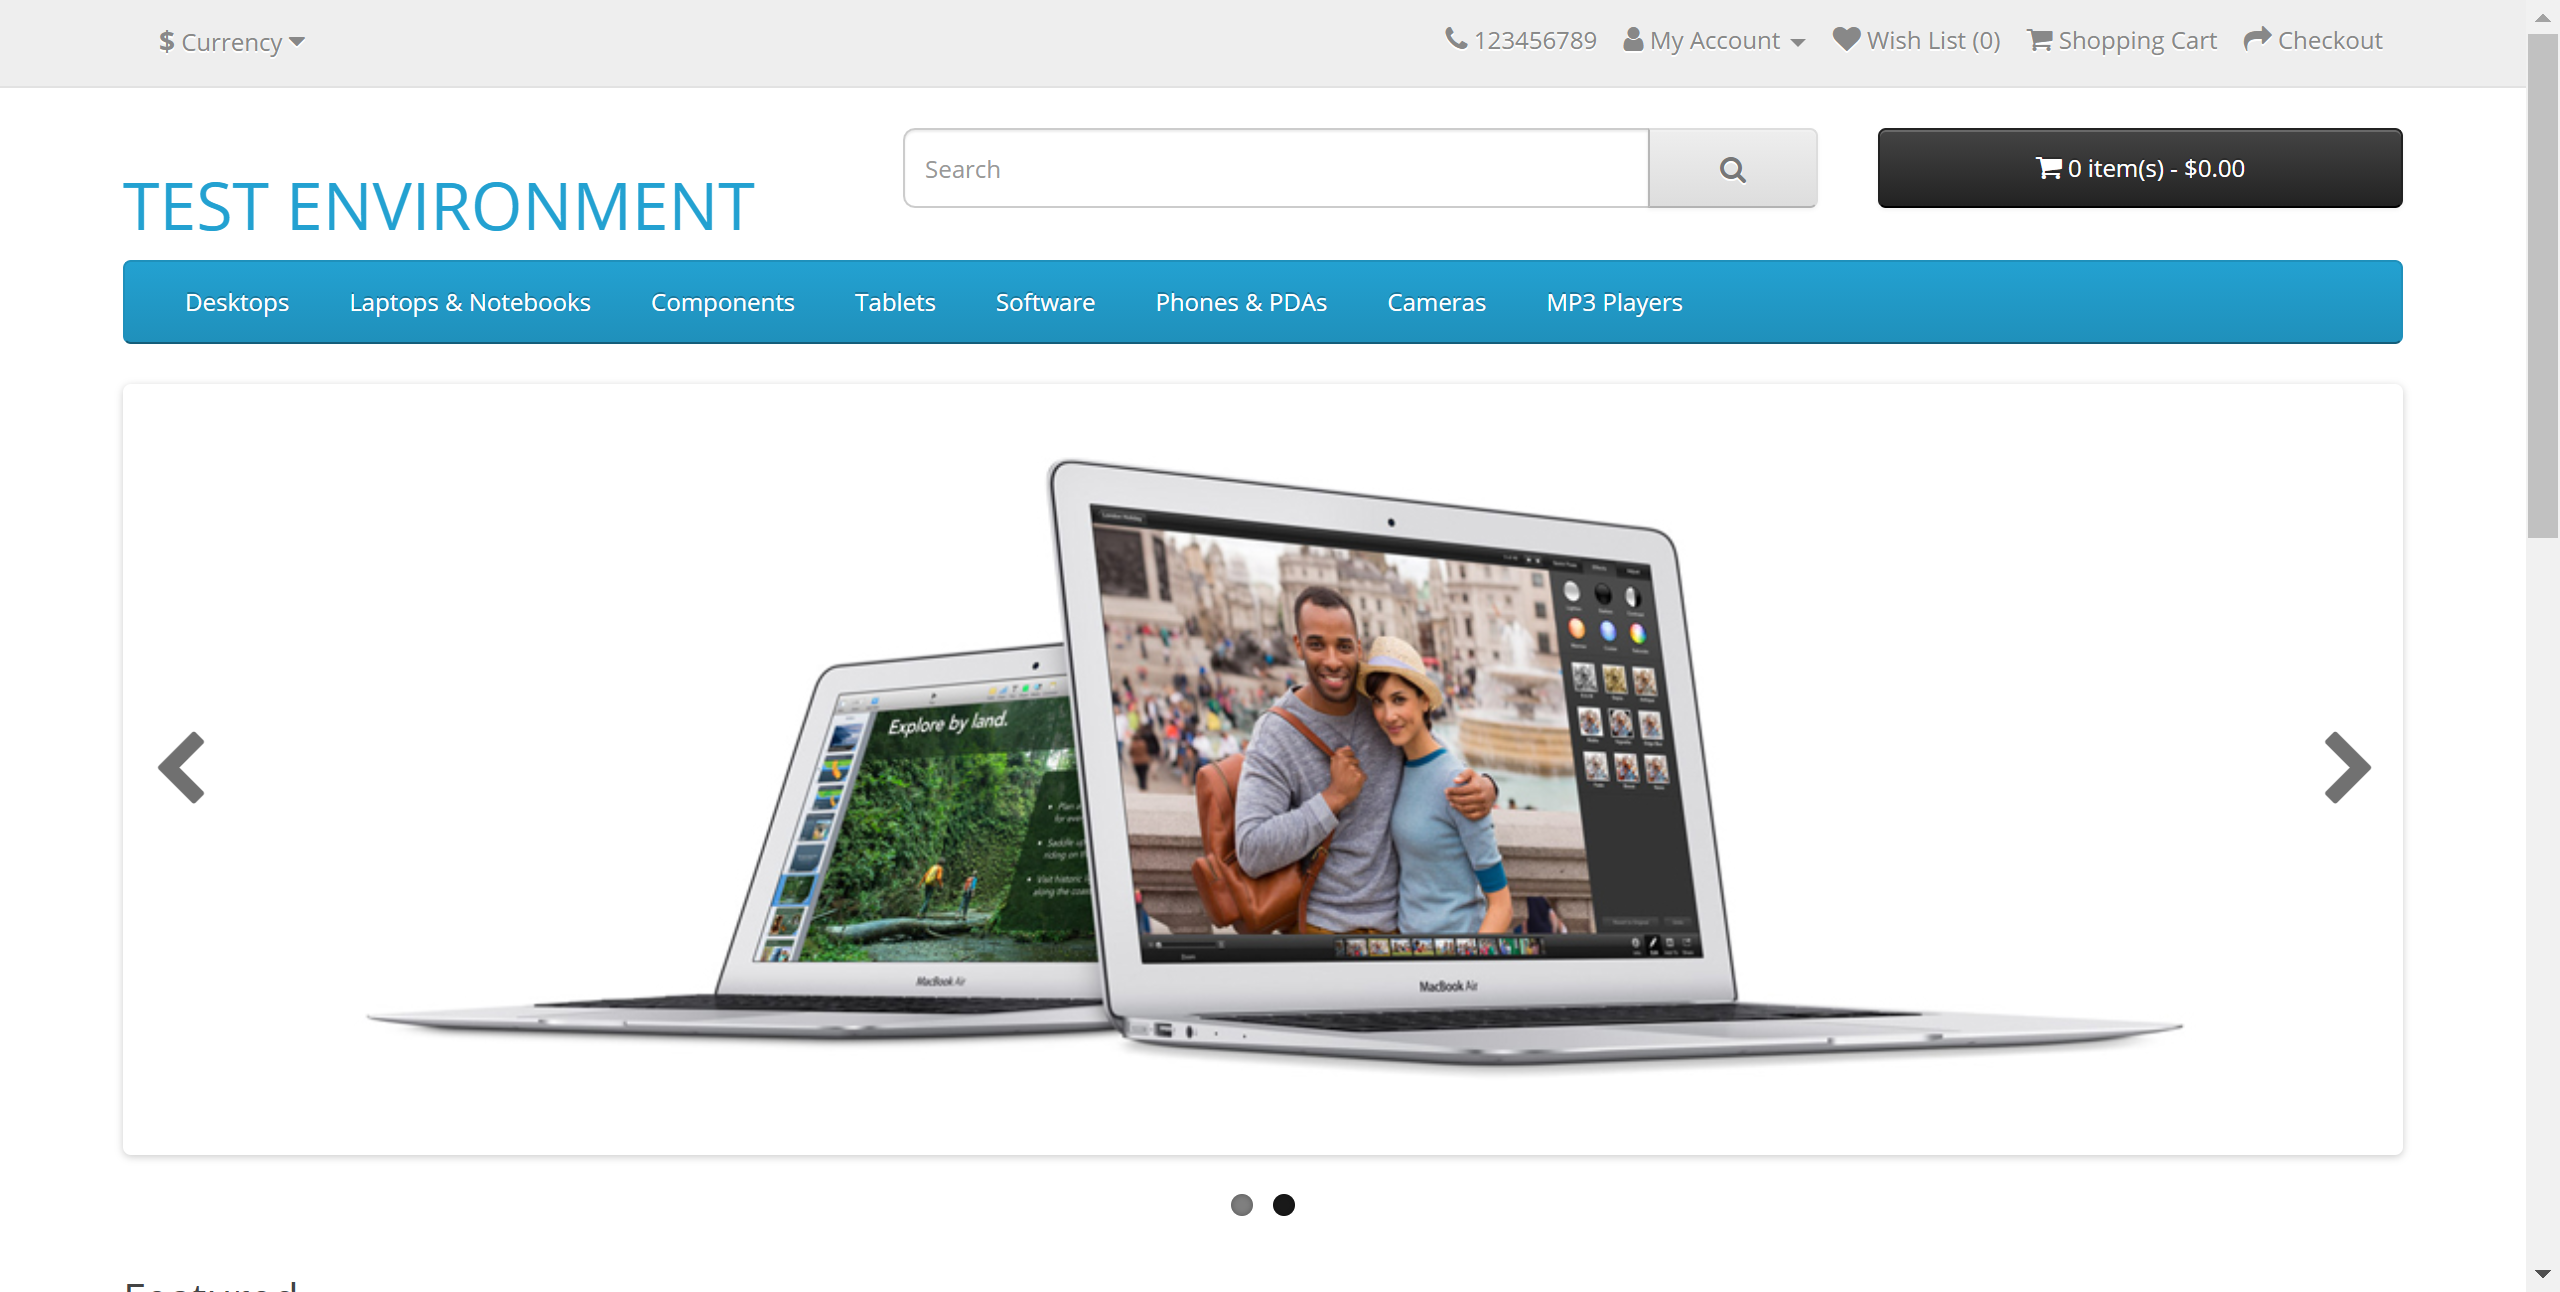 $ Currency
123456789 My Account Wish List (0) Shopping Cart Checkout
TEST ENVIRONMENT
Search
0 item(s) - $0.00
Desktops Laptops & Notebooks Components Tablets Software Phones & PDAs Cameras MP3 Players
Explore by land.
MacBook Air
MacBook Air
Featured